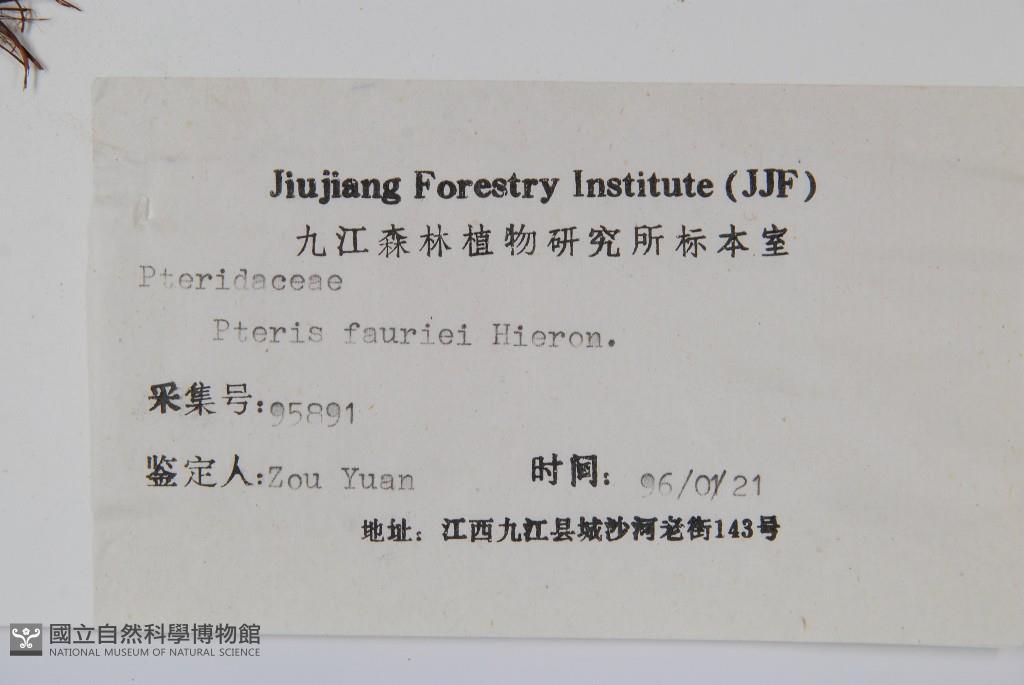 Jiujiang Forestry Institute (JJF)
九江森林植物研究所标本室
Pteridaceae
Pteris fauriei Hieron.
采集号:95891
鉴定人:Zou Yuan 时间: 96/01/21
地址: 江西九江县城沙河老街143号
國立自然科學博物館
NATIONAL MUSEUM OF NATURAL SCIENCE